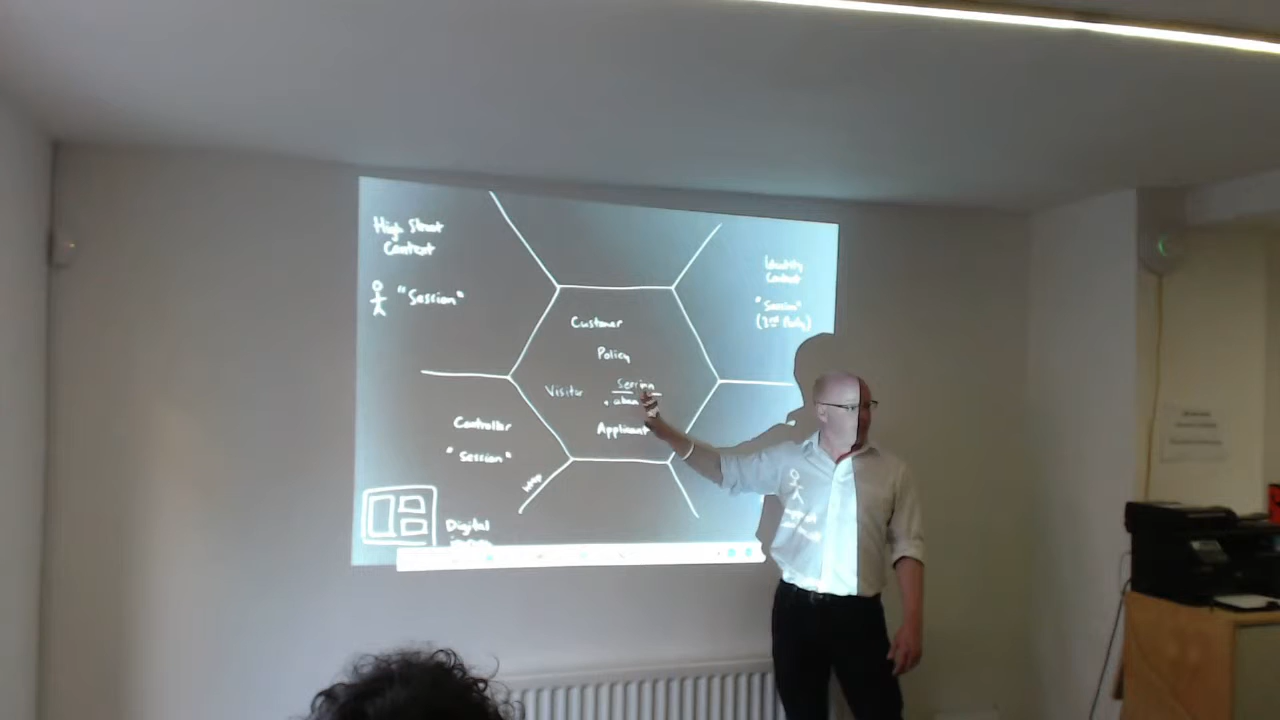 High Street
Context
"Session"
Identity
Context
"Session"
(3rd Party)
Customer
Policy
Visitor
Session
Applicant
Controller
"Session"
Digital